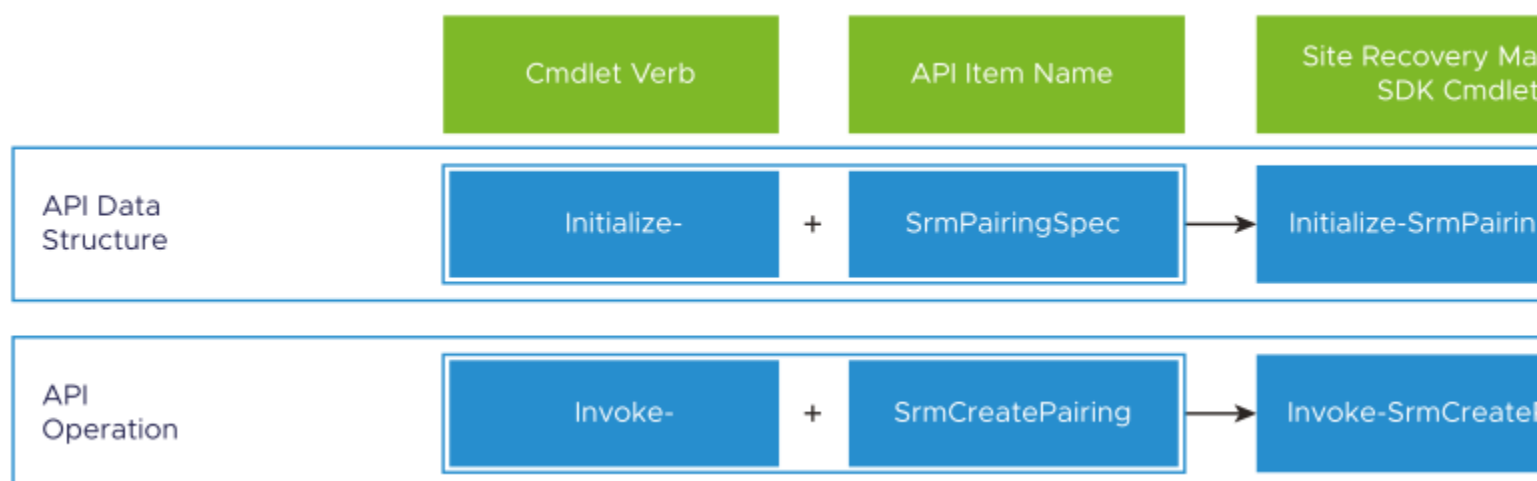 Cmdlet Verb
API Item Name
Site Recovery Ma
SDK Cmdlet
API Data
Structure
Initialize-
+
SrmPairingSpec
Initialize-SrmPairin
API
Operation
Invoke-
+
SrmCreatePairing
Invoke-SrmCreate